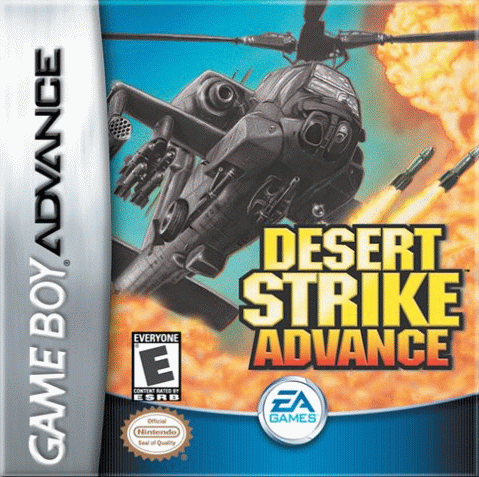 GAME BOY ADVANCE
DESERT
STRIKE
ADVANCE
EVERYONE
E
CONTENT RATED BY
ESRB
Official
Nintendo
Seal of Quality
EA
GAMES